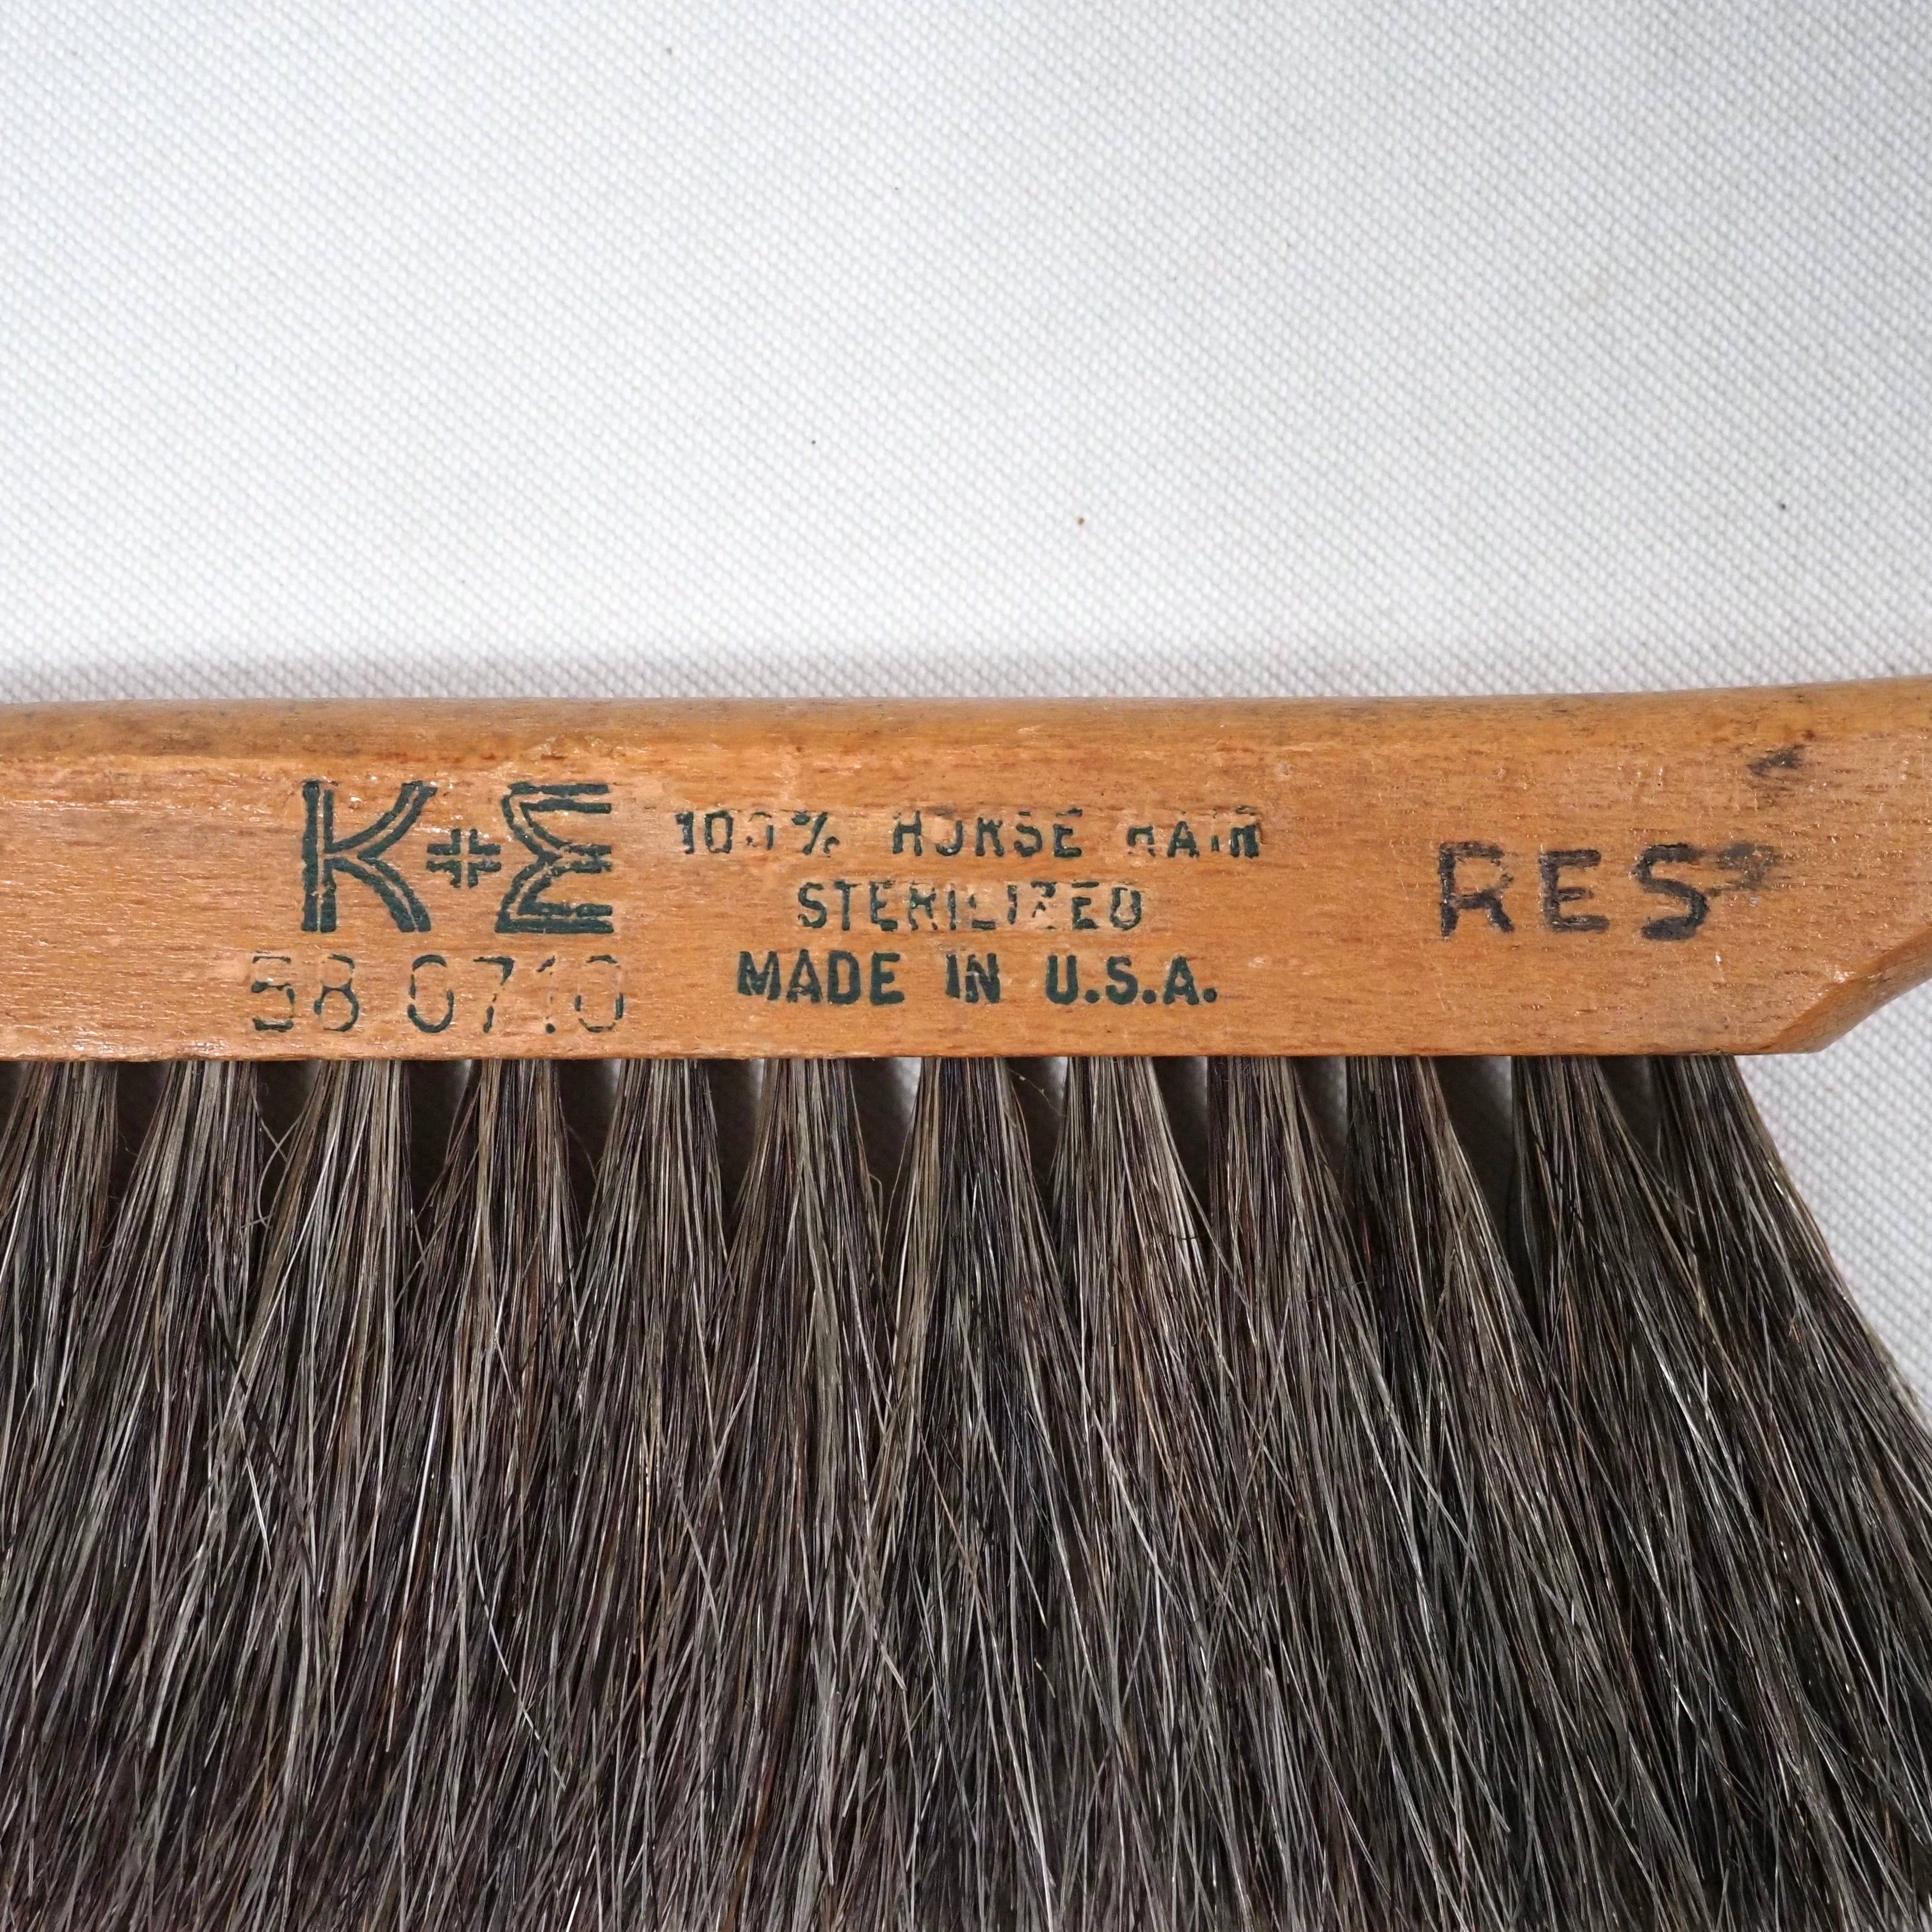 K+E
58 0710
100% HORSE HAIR
STERILIZED
MADE IN U.S.A.
RES